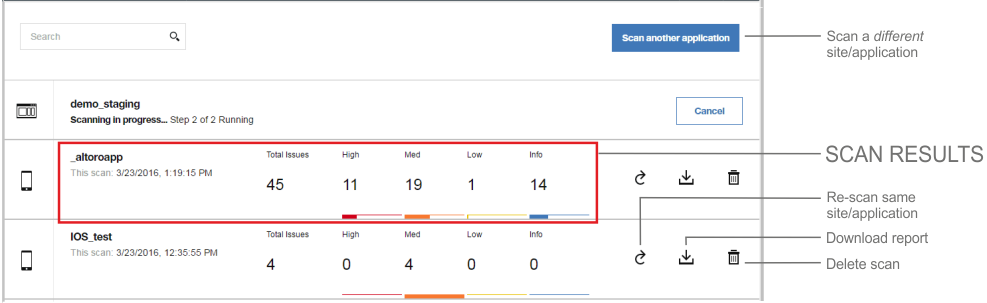 Search
Scan another application
Scan a different
site/application
demo_staging
Scanning in progress... Step 2 of 2 Running
Cancel
_altoroapp
This scan: 3/23/2016, 1:19:15 PM
Total Issues High Med Low Info
45 11 19 1 14
SCAN RESULTS
Re-scan same
site/application
IOS_test
This scan: 3/23/2016, 12:35:55 PM
Total Issues High Med Low Info
4 0 4 0 0
Download report
Delete scan